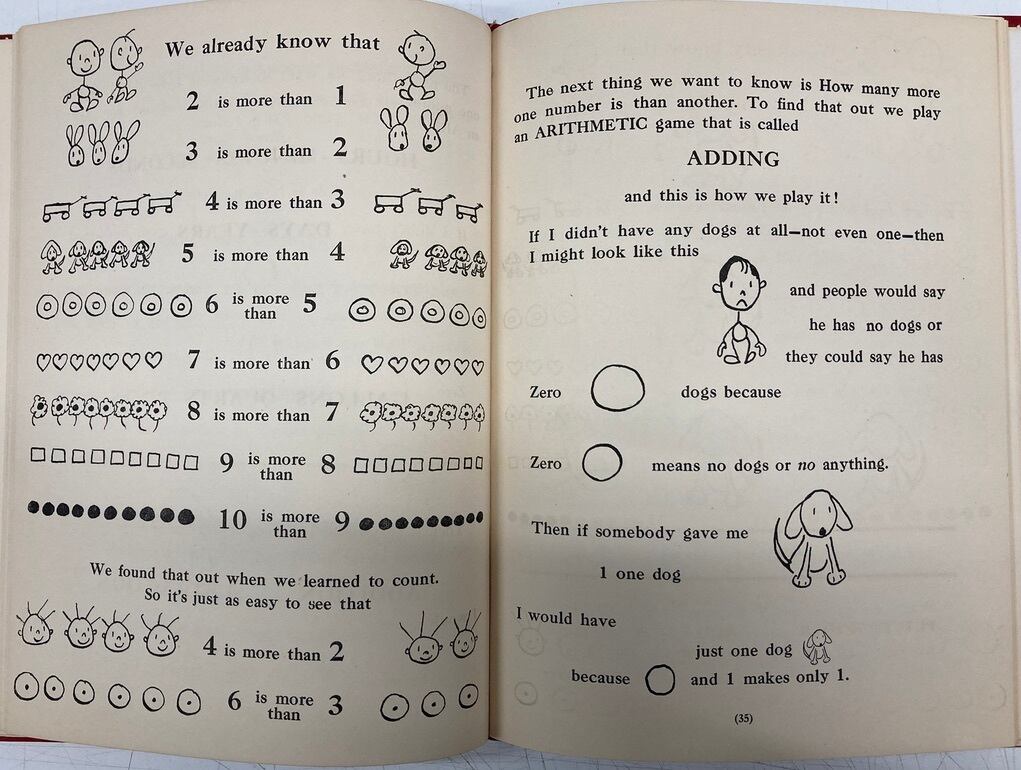 We already know that
2 is more than 1
3 is more than 2
4 is more than 3
5 is more than 4
6 is more than 5
7 is more than 6
8 is more than 7
9 is more than 8
10 is more than 9
We found that out when we learned to count.
So it's just as easy to see that
4 is more than 2
6 is more than 3
The next thing we want to know is How many more
one number is than another. To find that out we play
an ARITHMETIC game that is called
ADDING
and this is how we play it!
If I didn't have any dogs at all—not even one—then
I might look like this
and people would say
he has no dogs or
they could say he has
Zero dogs because
Zero means no dogs or no anything.
Then if somebody gave me
1 one dog
I would have
just one dog
because and 1 makes only 1.
(35)